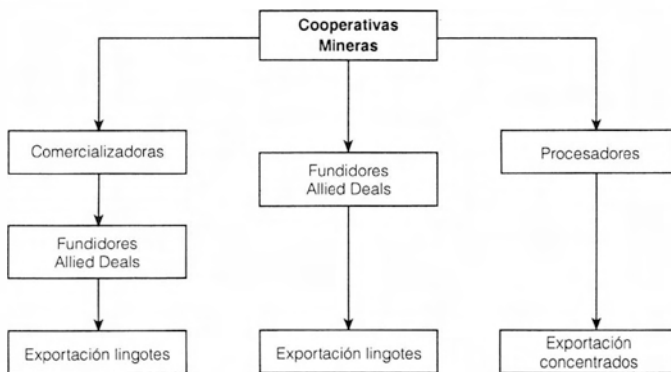 Cooperativas
Mineras
Comercializadoras
Fundidores
Allied Deals
Procesadores
Fundidores
Allied Deals
Exportación lingotes
Exportación lingotes
Exportación
concentrados